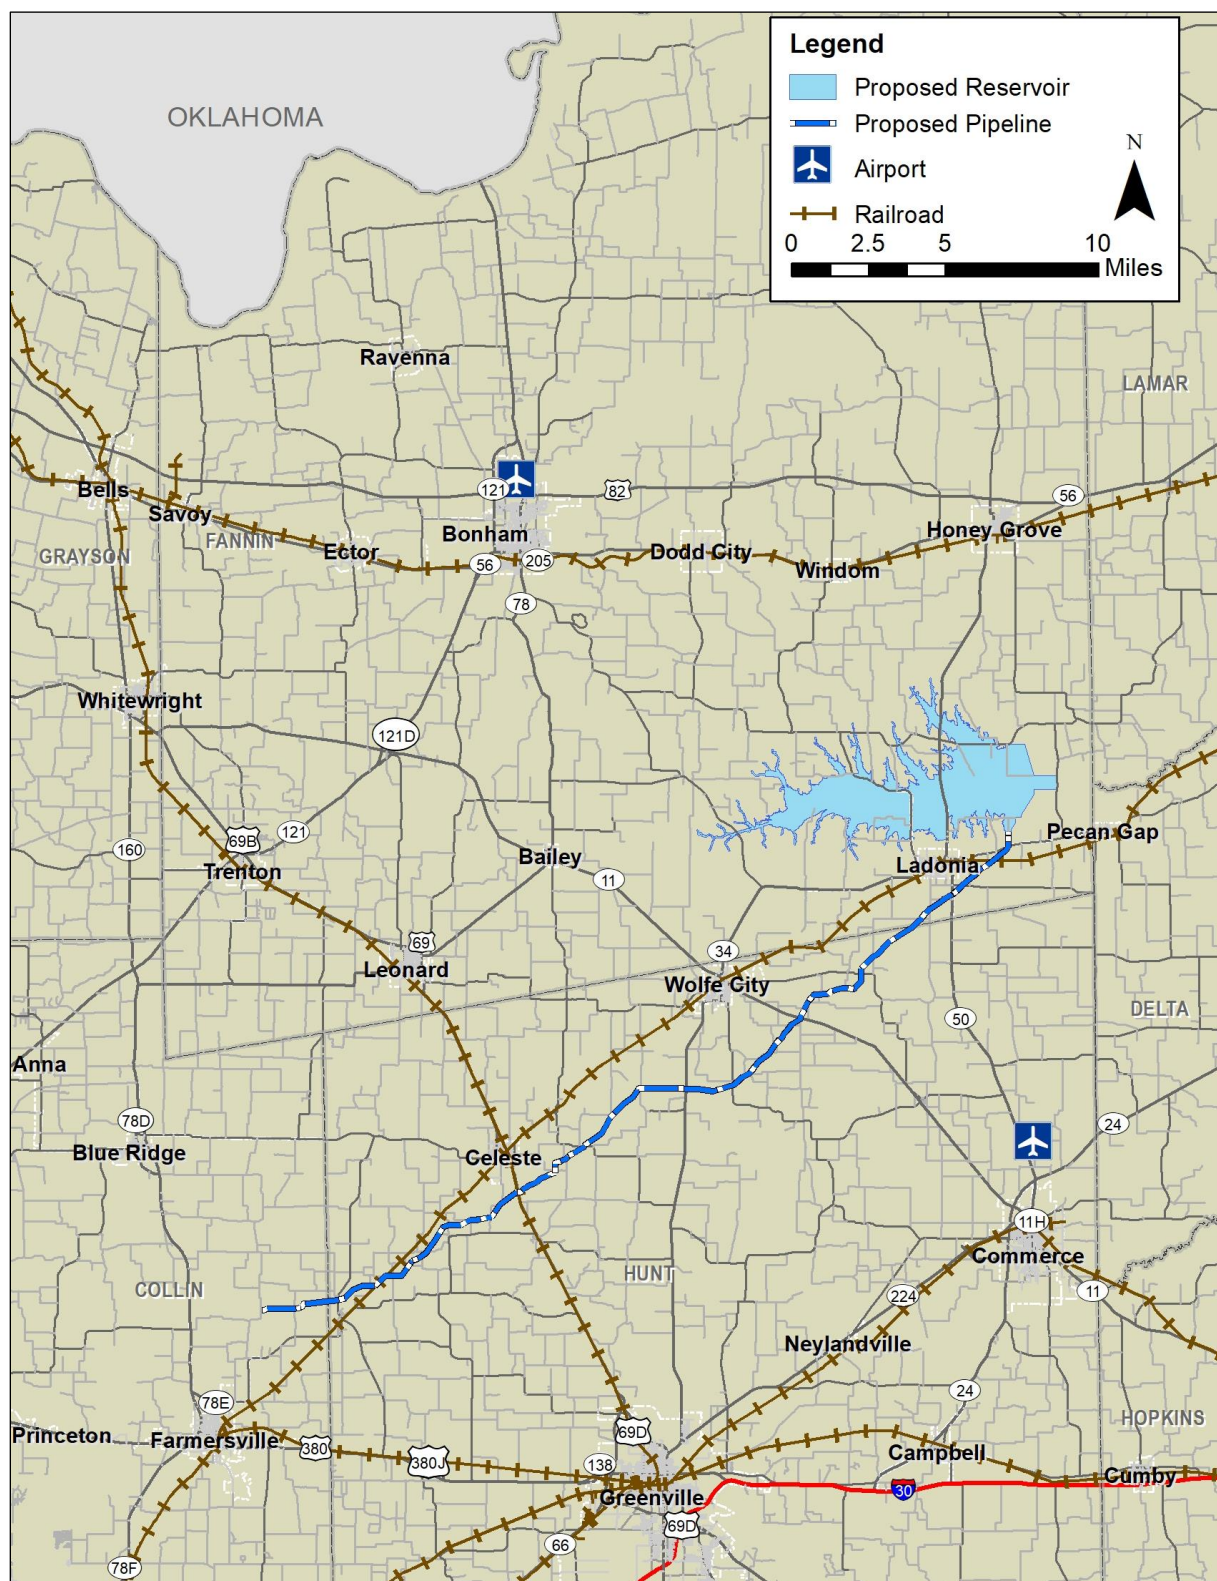 Legend
Proposed Reservoir
Proposed Pipeline
Airport
Railroad
N
0 2.5 5 10
Miles
OKLAHOMA
Ravenna
LAMAR
Bells
121
82
56
Savoy
Bonham
Honey Grove
GRAYSON
FANNIN
Ector
56
205
Dodd City
Windom
78
Whitewright
121D
160
69B
121
Trenton
Bailey
11
Pecan Gap
Ladonia
69
Leonard
34
Wolfe City
50
DELTA
Anna
78D
Blue Ridge
24
Celeste
11H
Commerce
COLLIN
HUNT
224
11
Neylandville
78E
24
Princeton
Farmersville
380
380J
138
69D
Campbell
HOPKINS
Cumby
Greenville
30
69D
66
78F